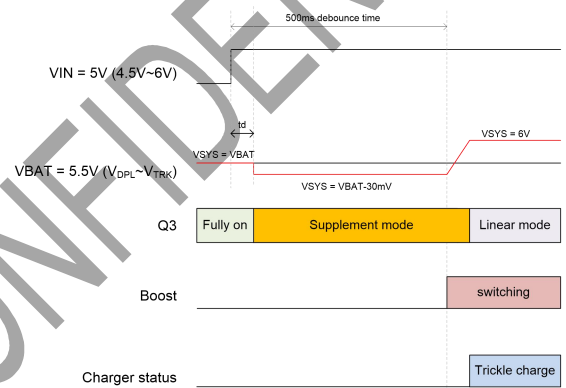 500ms debounce time
VIN = 5V (4.5V~6V)
td
VSYS = 6V
VSYS = VBAT
VBAT = 5.5V (VDPL~VTRK)
VSYS = VBAT-30mV
Q3
Fully on
Supplement mode
Linear mode
Boost
switching
Charger status
Trickle charge